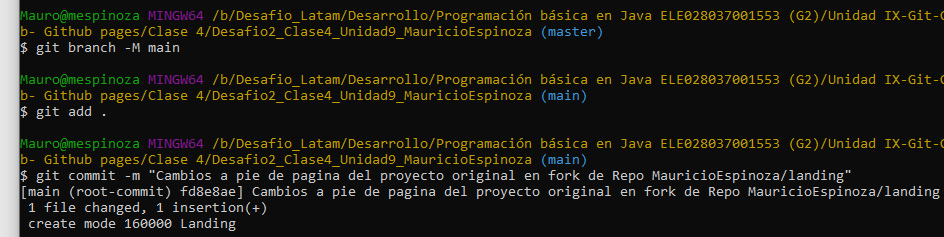 Mauro@mespinoza MINGW64 /b/Desafio_Latam/Desarrollo/Programación básica en Java ELE028037001553 (G2)/Unidad IX-Git-G
b- Github pages/Clase 4/Desafio2_Clase4_Unidad9_MauricioEspinoza (master)
$ git branch -M main
Mauro@mespinoza MINGW64 /b/Desafio_Latam/Desarrollo/Programación básica en Java ELE028037001553 (G2)/Unidad IX-Git-G
b- Github pages/Clase 4/Desafio2_Clase4_Unidad9_MauricioEspinoza (main)
$ git add .
Mauro@mespinoza MINGW64 /b/Desafio_Latam/Desarrollo/Programación básica en Java ELE028037001553 (G2)/Unidad IX-Git-G
b- Github pages/Clase 4/Desafio2_Clase4_Unidad9_MauricioEspinoza (main)
$ git commit -m "Cambios a pie de pagina del proyecto original en fork de Repo MauricioEspinoza/landing"
[main (root-commit) fd8e8ae] Cambios a pie de pagina del proyecto original en fork de Repo MauricioEspinoza/landing
1 file changed, 1 insertion(+)
create mode 160000 Landing